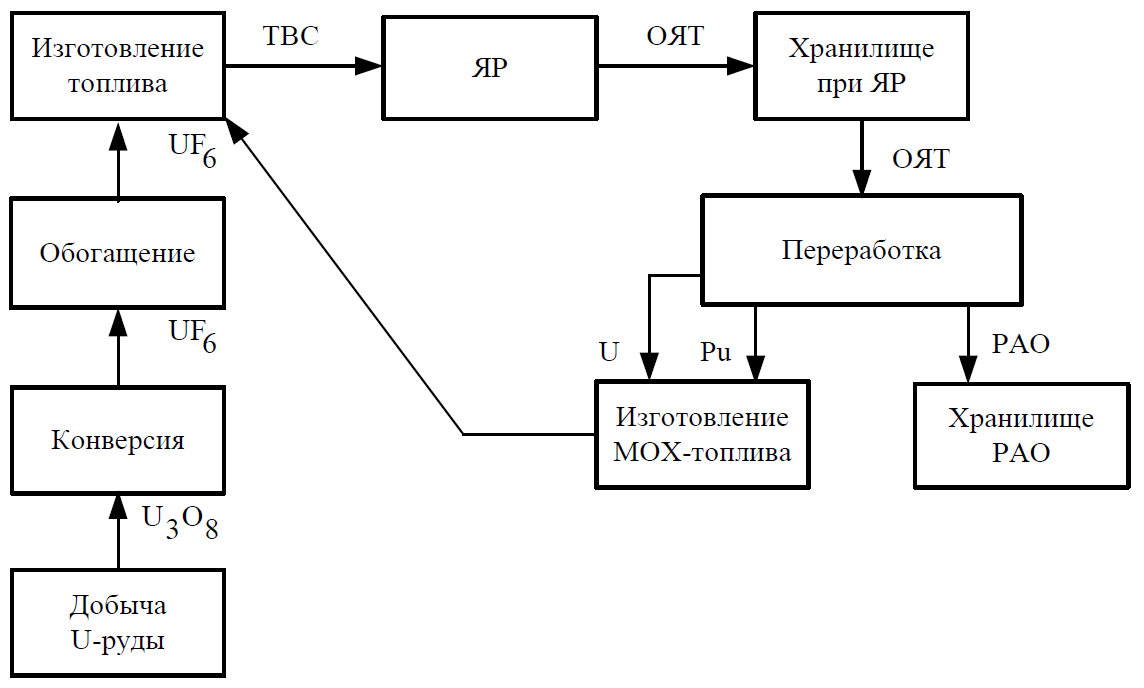 Изготовление
топлива
ТВС
ЯР
ОЯТ
Хранилище
при ЯР
UF6
ОЯТ
Обогащение
Переработка
UF6
U
Pu
РАО
Конверсия
Изготовление
МОХ-топлива
Хранилище
РАО
U3O8
Добыча
U-руды